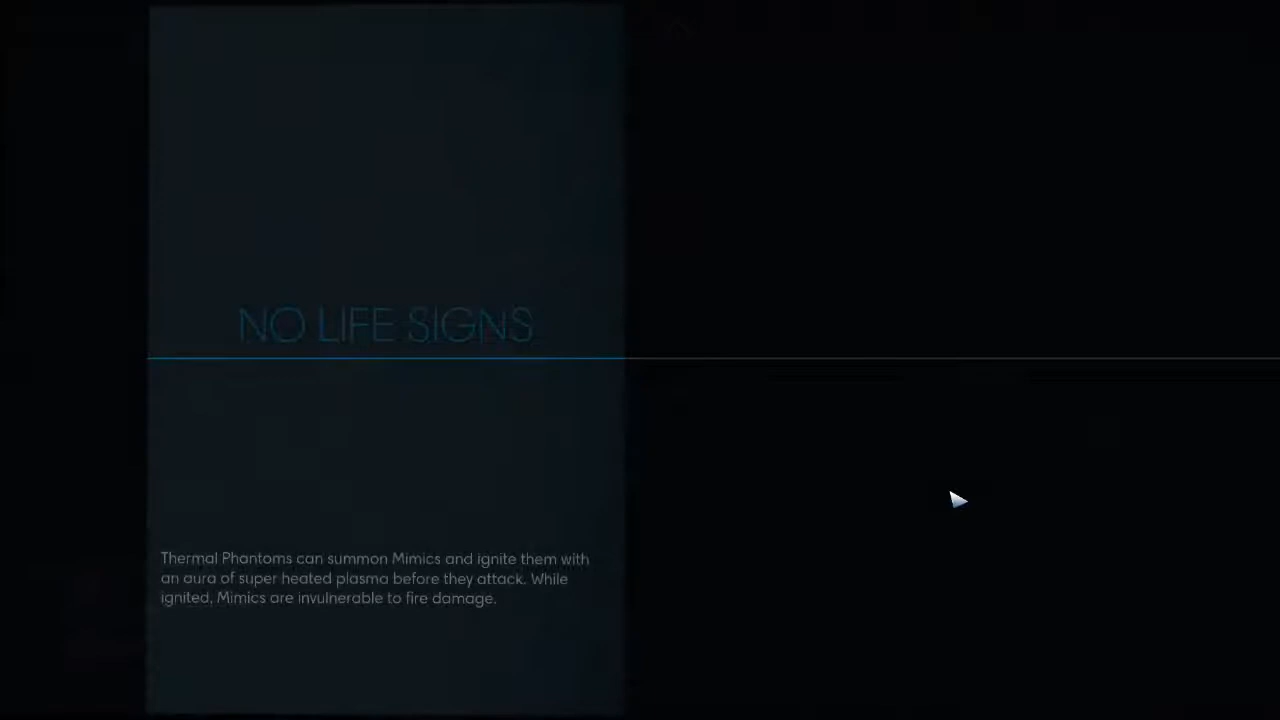 NO LIFE SIGNS
Thermal Phantoms can summon Mimics and ignite them with
an aura of super heated plasma before they attack. While
ignited, Mimics are invulnerable to fire damage.